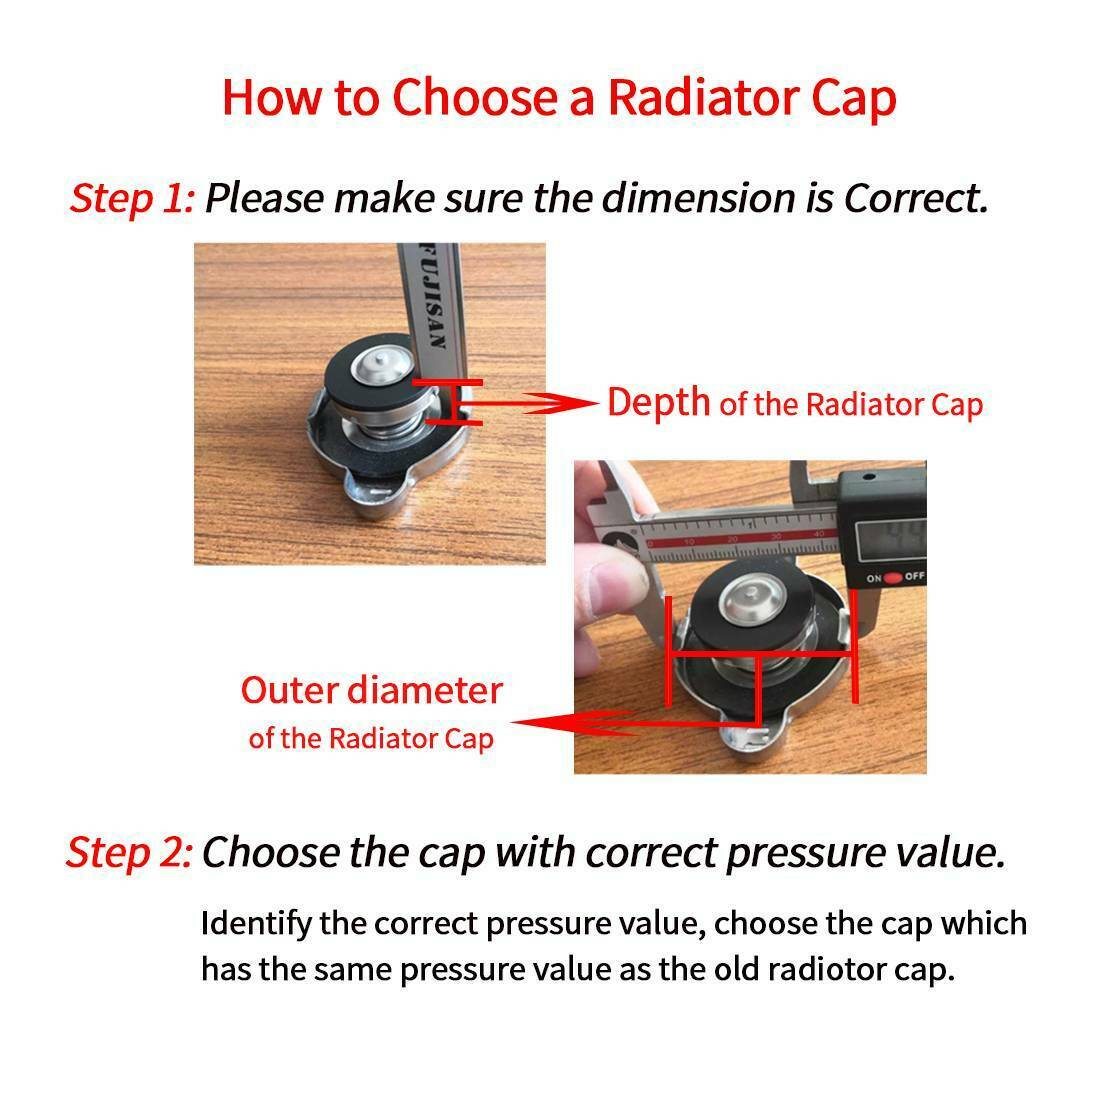 How to Choose a Radiator Cap
Step 1: Please make sure the dimension is Correct.
FUJISAN
Depth of the Radiator Cap
0 10 20 30 40
ON OFF
Outer diameter
of the Radiator Cap
Step 2: Choose the cap with correct pressure value.
Identify the correct pressure value, choose the cap which
has the same pressure value as the old radiotor cap.